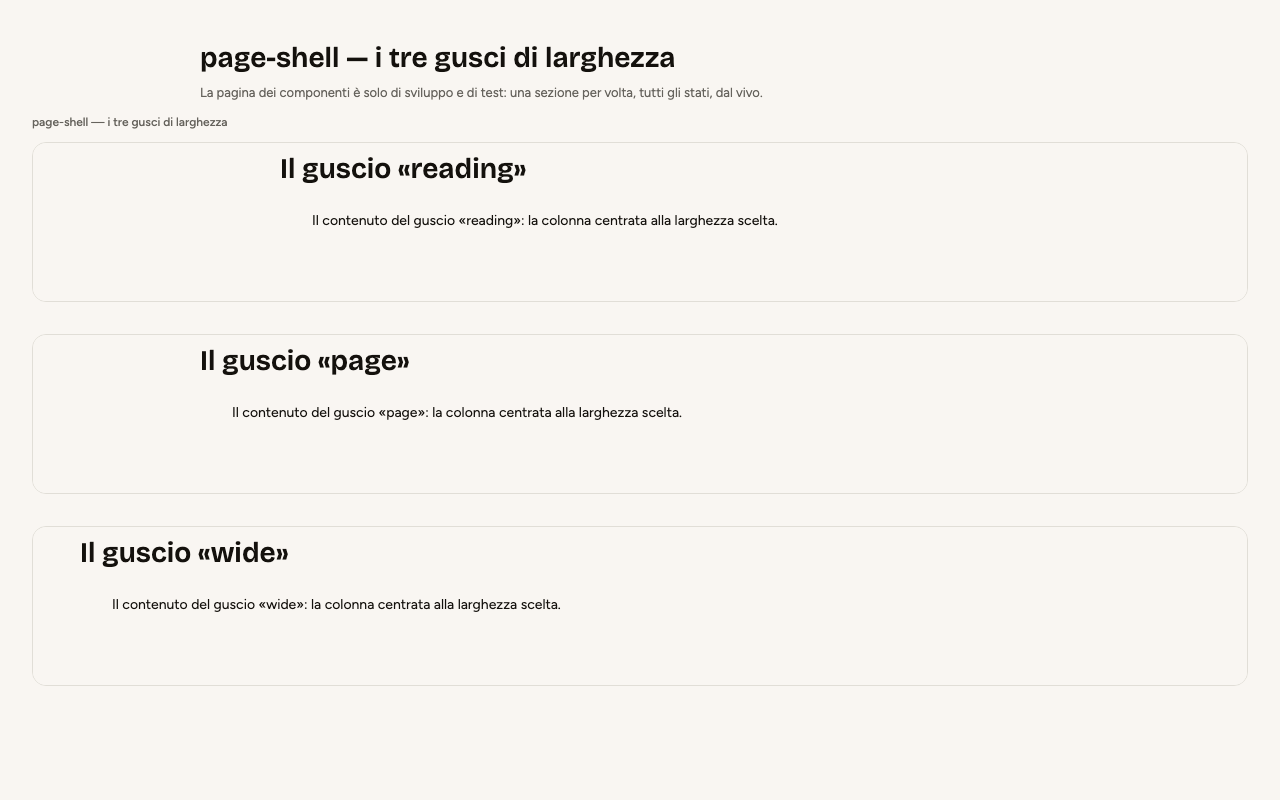 page-shell — i tre gusci di larghezza
La pagina dei componenti è solo di sviluppo e di test: una sezione per volta, tutti gli stati, dal vivo.
page-shell — i tre gusci di larghezza
Il guscio «reading»
Il contenuto del guscio «reading»: la colonna centrata alla larghezza scelta.
Il guscio «page»
Il contenuto del guscio «page»: la colonna centrata alla larghezza scelta.
Il guscio «wide»
Il contenuto del guscio «wide»: la colonna centrata alla larghezza scelta.